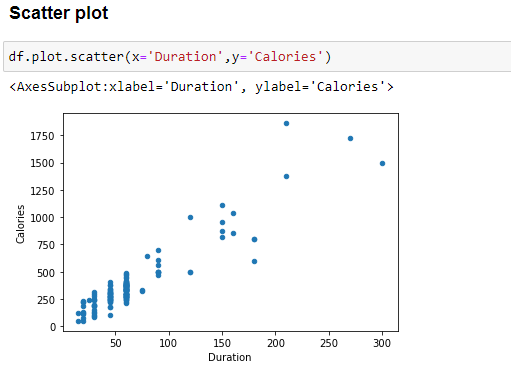 Scatter plot
df.plot.scatter(x='Duration',y='Calories')
<AxesSubplot:xlabel='Duration', ylabel='Calories'>
1750
1500
1250
1000
750
500
250
0
Calories
50 100 150 200 250 300
Duration